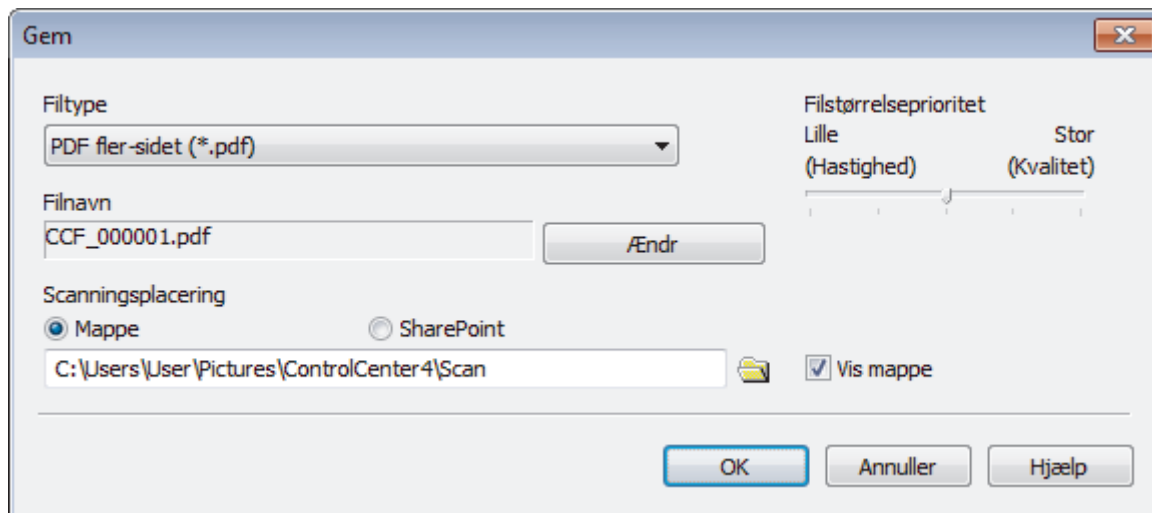 Gem
Filtype
PDF fler-sidet (*.pdf)
Filnavn
CCF_000001.pdf
Ændr
Scanningsplacering
Mappe
SharePoint
C:\Users\User\Pictures\ControlCenter4\Scan
Filstørrelseprioritet
Lille Stor
(Hastighed) (Kvalitet)
Vis mappe
OK
Annuller
Hjælp